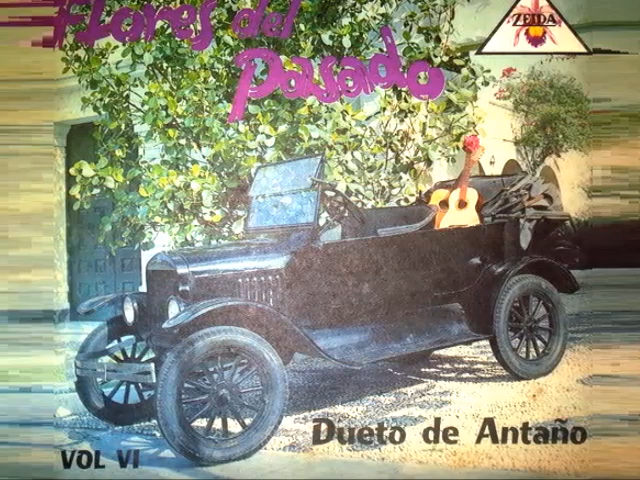 Flores del
Pasado
ZEIDA
Dueto de Antaño
VOL VI